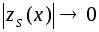 |z_S(x)| → 0